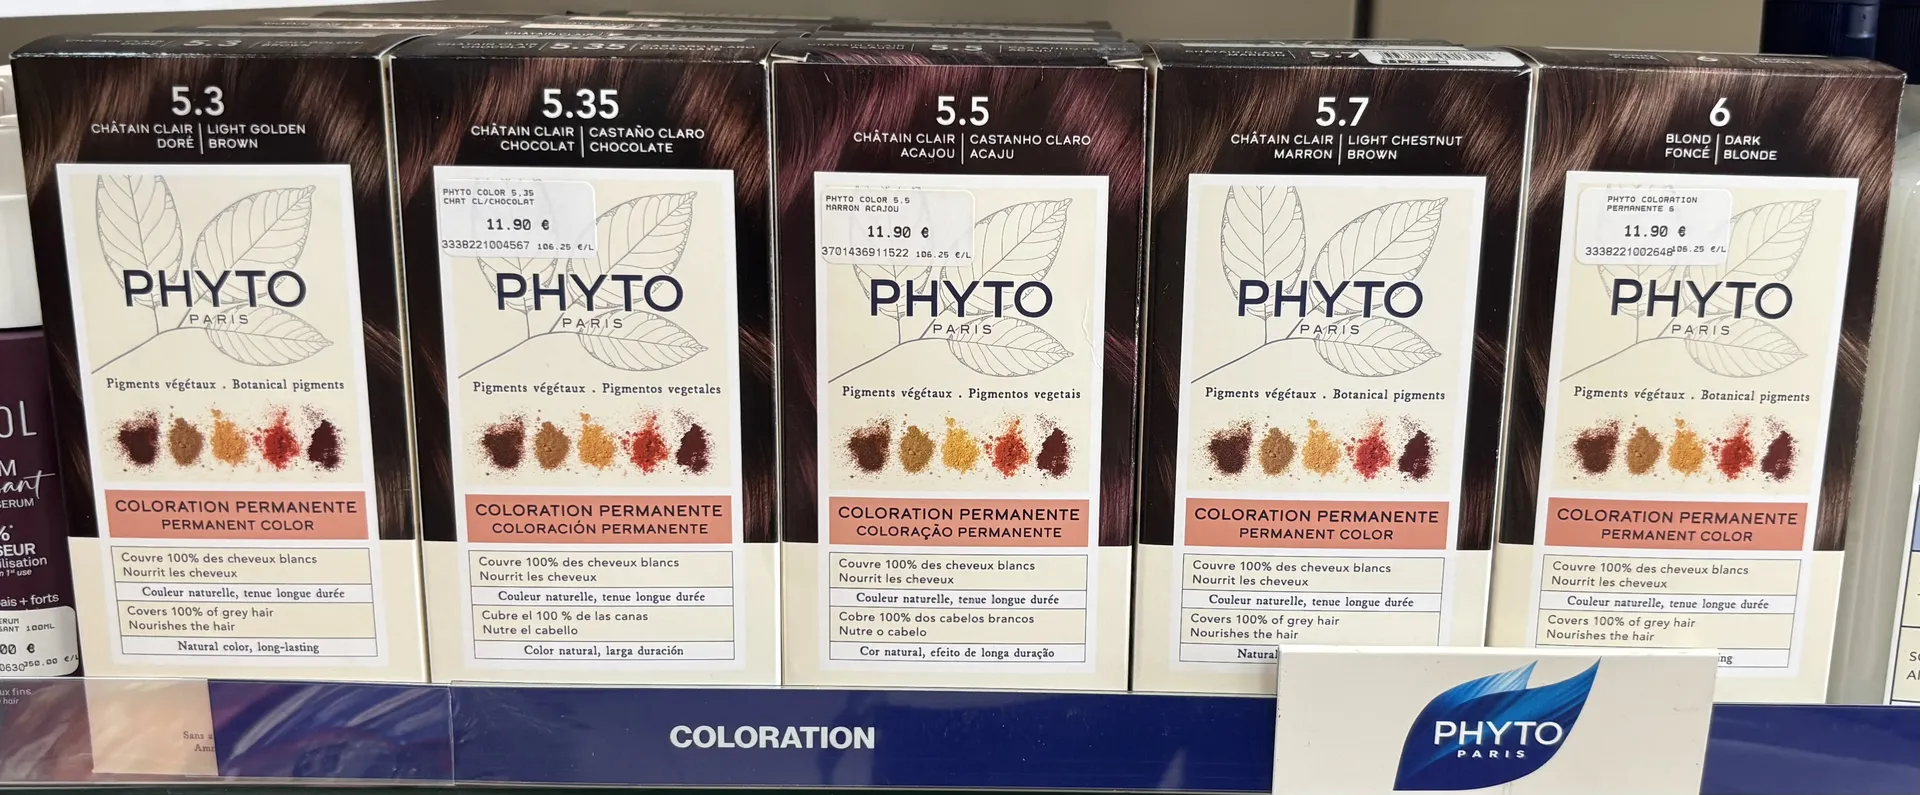 5.3
CHÂTAIN CLAIR | LIGHT GOLDEN
DORÉ | BROWN
PHYTO
PARIS
Pigments végétaux . Botanical pigments
COLORATION PERMANENTE
PERMANENT COLOR
Couvre 100% des cheveux blancs
Nourrit les cheveux
Couleur naturelle, tenue longue durée
Covers 100% of grey hair
Nourishes the hair
Natural color, long-lasting
5.35
CHÂTAIN CLAIR | CASTAÑO CLARO
CHOCOLAT | CHOCOLATE
PHYTO COLOR 5,35
CHAT CL/CHOCOLAT
11.90 €
3338221004567 106.25 €/L
PHYTO
PARIS
Pigments végétaux . Pigmentos vegetales
COLORATION PERMANENTE
COLORACIÓN PERMANENTE
Couvre 100% des cheveux blancs
Nourrit les cheveux
Couleur naturelle, tenue longue durée
Cubre el 100 % de las canas
Nutre el cabello
Color natural, larga duración
5.5
CHÂTAIN CLAIR | CASTANHO CLARO
ACAJOU | ACAJU
PHYTO COLOR 5.5
MARRON ACAJOU
11.90 €
3701436911522 106.25 €/L
PHYTO
PARIS
Pigments végétaux . Pigmentos vegetais
COLORATION PERMANENTE
COLORAÇÃO PERMANENTE
Couvre 100% des cheveux blancs
Nourrit les cheveux
Couleur naturelle, tenue longue durée
Cobre 100% dos cabelos brancos
Nutre o cabelo
Cor natural, efeito de longa duração
5.7
CHÂTAIN CLAIR | LIGHT CHESTNUT
MARRON | BROWN
PHYTO
PARIS
Pigments végétaux . Botanical pigments
COLORATION PERMANENTE
PERMANENT COLOR
Couvre 100% des cheveux blancs
Nourrit les cheveux
Couleur naturelle, tenue longue durée
Covers 100% of grey hair
Nourishes the hair
Natural
6
BLOND | DARK
FONCÉ | BLONDE
PHYTO COLORATION
PERMANENTE 6
11.90 €
3338221002648 106.25 €/L
PHYTO
PARIS
Pigments végétaux . Botanical pigments
COLORATION PERMANENTE
PERMANENT COLOR
Couvre 100% des cheveux blancs
Nourrit les cheveux
Couleur naturelle, tenue longue durée
Covers 100% of grey hair
Nourishes the hair
COLORATION
PHYTO
PARIS